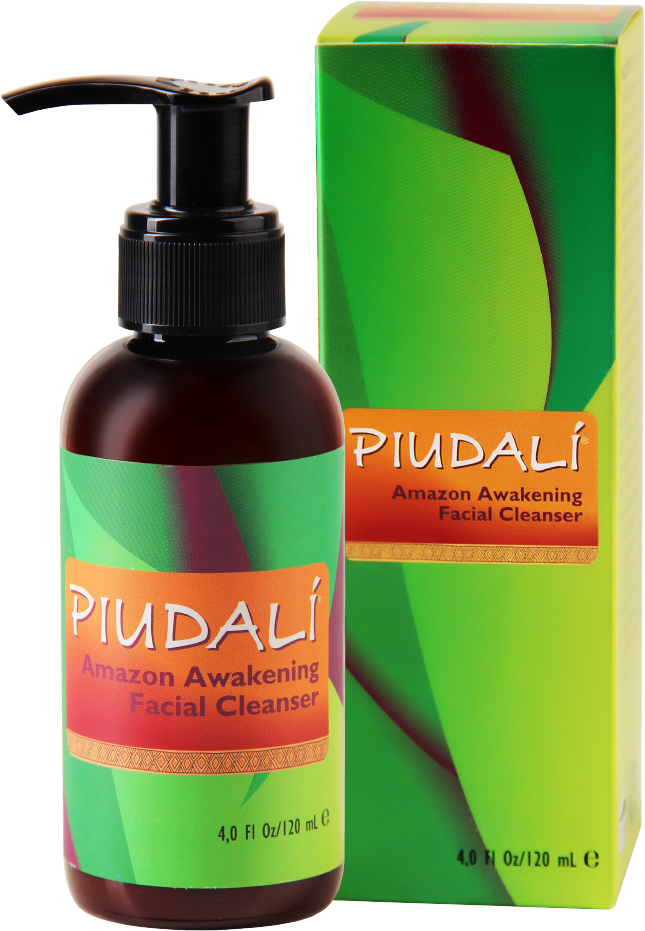 PIUDALÍ
Amazon Awakening
Facial Cleanser
4,0 Fl Oz/120 mL ℮
PIUDALÍ®
Amazon Awakening
Facial Cleanser
4,0 Fl Oz/120 mL ℮